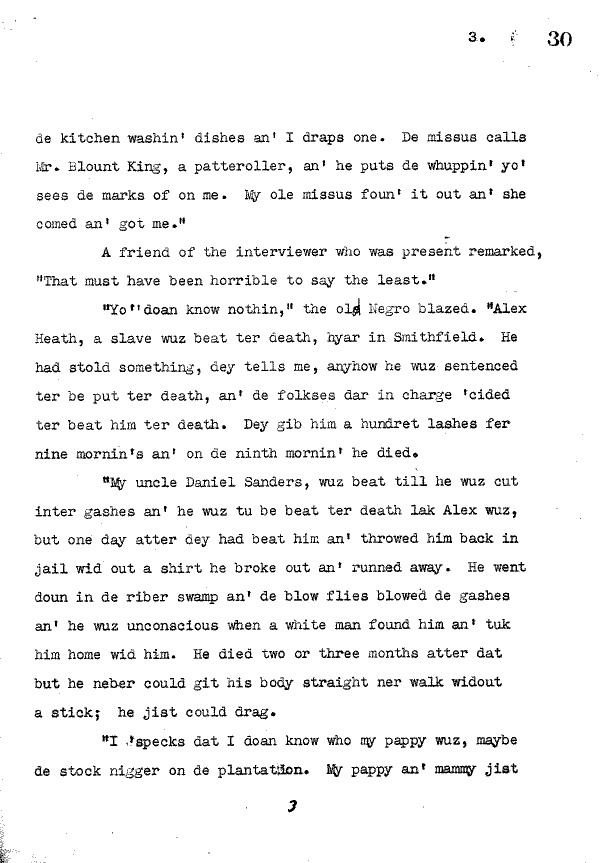 3. 30
de kitchen washin' dishes an' I draps one. De missus calls
Mr. Blount King, a patteroller, an' he puts de whuppin' yo'
sees de marks of on me. My ole missus foun' it out an' she
comed an' got me."
A friend of the interviewer who was present remarked,
"That must have been horrible to say the least."
"Yo' 'doan know nothin," the old Negro blazed. "Alex
Heath, a slave wuz beat ter death, hyar in Smithfield. He
had stold something, dey tells me, anyhow he wuz sentenced
ter be put ter death, an' de folkses dar in charge 'cided
ter beat him ter death. Dey gib him a hundret lashes fer
nine mornin's an' on de ninth mornin' he died.
"My uncle Daniel Sanders, wuz beat till he wuz cut
inter gashes an' he wuz tu be beat ter death lak Alex wuz,
but one day atter dey had beat him an' throwed him back in
jail wid out a shirt he broke out an' runned away. He went
doun in de riber swamp an' de blow flies blowed de gashes
an' he wuz unconscious when a white man found him an' tuk
him home wid him. He died two or three months atter dat
but he neber could git his body straight ner walk widout
a stick; he jist could drag.
"I 'specks dat I doan know who my pappy wuz, maybe
de stock nigger on de plantation. My pappy an' mammy jist
3